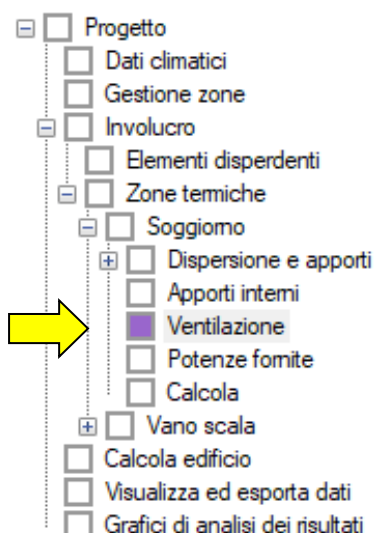 Progetto
Dati climatici
Gestione zone
Involucro
Elementi disperdenti
Zone termiche
Soggiorno
Dispersione e apporti
Apporti interni
Ventilazione
Potenze fornite
Calcola
Vano scala
Calcola edificio
Visualizza ed esporta dati
Grafici di analisi dei risultati